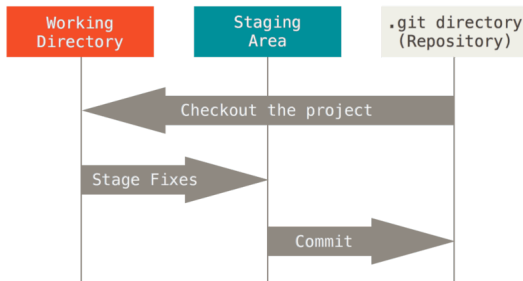 Working
Directory
Staging
Area
.git directory
(Repository)
Checkout the project
Stage Fixes
Commit